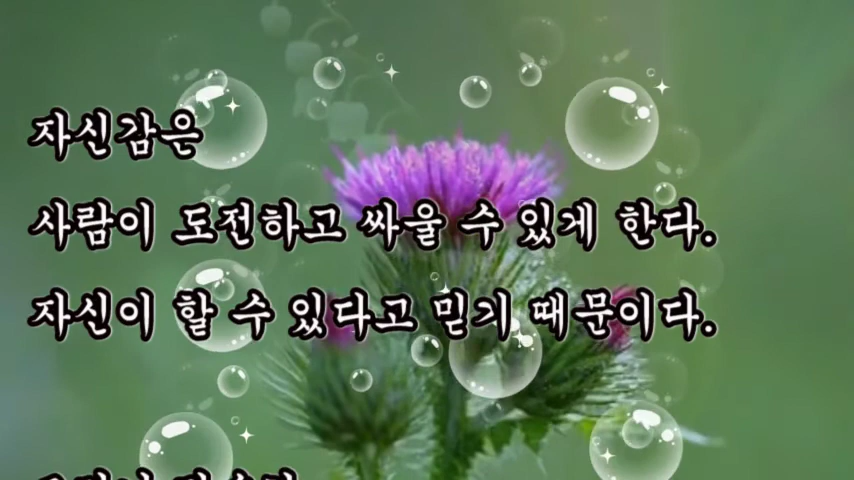 자신감은
사람이 도전하고 싸울 수 있게 한다.
자신이 할 수 있다고 믿기 때문이다.